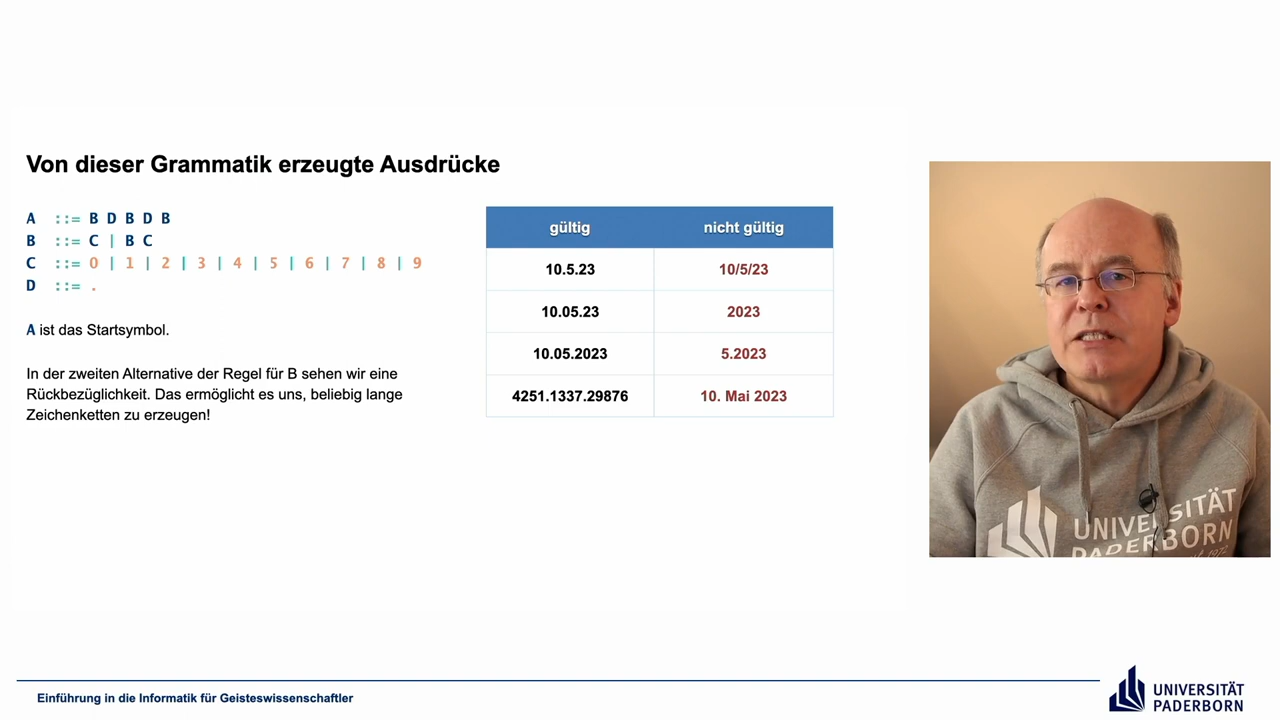 Von dieser Grammatik erzeugte Ausdrücke
A ::= B D B D B
B ::= C | B C
C ::= 0 | 1 | 2 | 3 | 4 | 5 | 6 | 7 | 8 | 9
D ::= .
A ist das Startsymbol.
In der zweiten Alternative der Regel für B sehen wir eine
Rückbezüglichkeit. Das ermöglicht es uns, beliebig lange
Zeichenketten zu erzeugen!
gültig nicht gültig
10.5.23 10/5/23
10.05.23 2023
10.05.2023 5.2023
4251.1337.29876 10. Mai 2023
UNIVERSITÄT
PADERBORN
Einführung in die Informatik für Geisteswissenschaftler
UNIVERSITÄT
PADERBORN